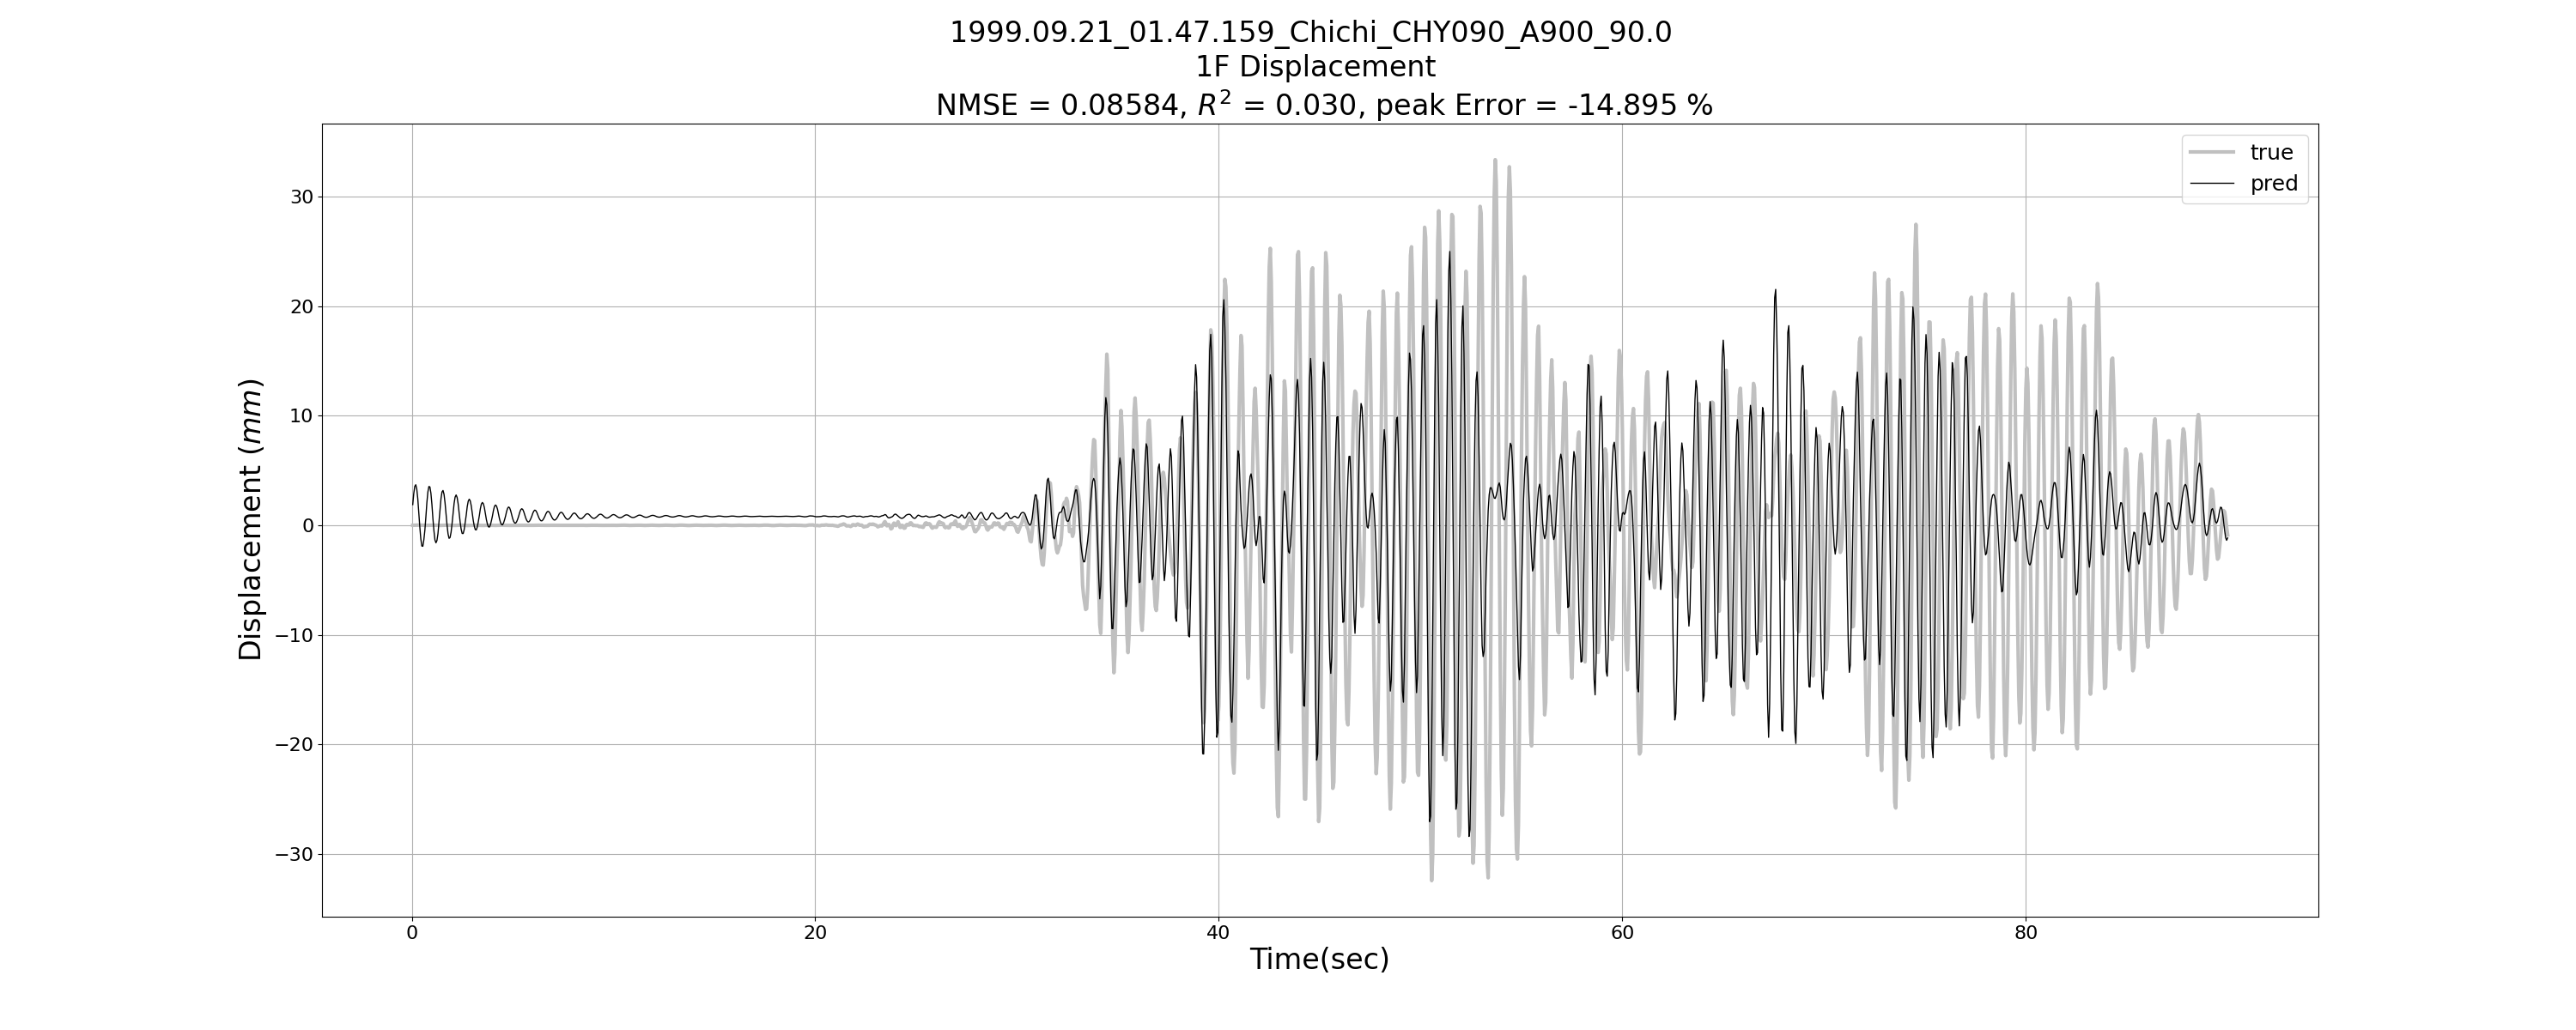 1999.09.21_01.47.159_Chichi_CHY090_A900_90.0
1F Displacement
NMSE = 0.08584, R² = 0.030, peak Error = -14.895 %
true
pred
Displacement (mm)
30
20
10
0
−10
−20
−30
0 20 40 60 80
Time(sec)